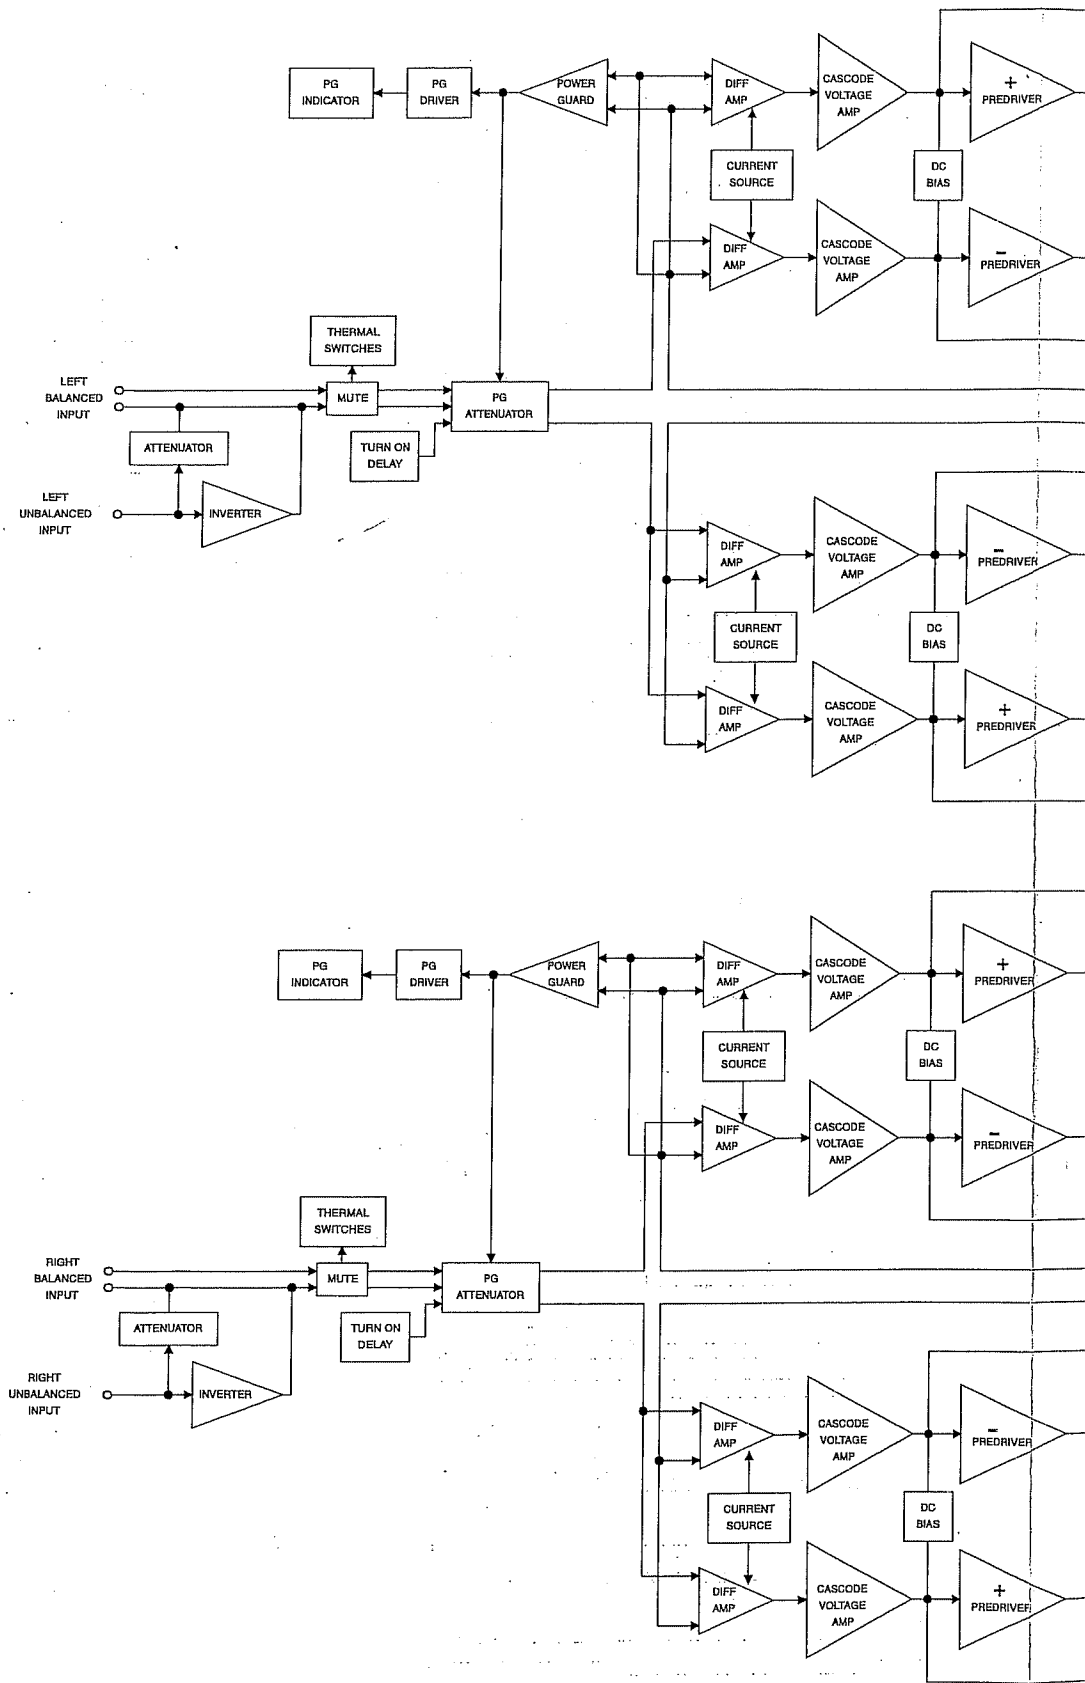 PG
INDICATOR
PG
DRIVER
POWER
GUARD
DIFF
AMP
CASCODE
VOLTAGE
AMP
+
PREDRIVER
CURRENT
SOURCE
DC
BIAS
DIFF
AMP
CASCODE
VOLTAGE
AMP
–
PREDRIVER
THERMAL
SWITCHES
LEFT
BALANCED
INPUT
MUTE
PG
ATTENUATOR
ATTENUATOR
TURN ON
DELAY
LEFT
UNBALANCED
INPUT
INVERTER
DIFF
AMP
CASCODE
VOLTAGE
AMP
–
PREDRIVER
CURRENT
SOURCE
DC
BIAS
DIFF
AMP
CASCODE
VOLTAGE
AMP
+
PREDRIVER
PG
INDICATOR
PG
DRIVER
POWER
GUARD
DIFF
AMP
CASCODE
VOLTAGE
AMP
+
PREDRIVER
CURRENT
SOURCE
DC
BIAS
DIFF
AMP
CASCODE
VOLTAGE
AMP
–
PREDRIVER
THERMAL
SWITCHES
RIGHT
BALANCED
INPUT
MUTE
PG
ATTENUATOR
ATTENUATOR
TURN ON
DELAY
RIGHT
UNBALANCED
INPUT
INVERTER
DIFF
AMP
CASCODE
VOLTAGE
AMP
–
PREDRIVER
CURRENT
SOURCE
DC
BIAS
DIFF
AMP
CASCODE
VOLTAGE
AMP
+
PREDRIVER